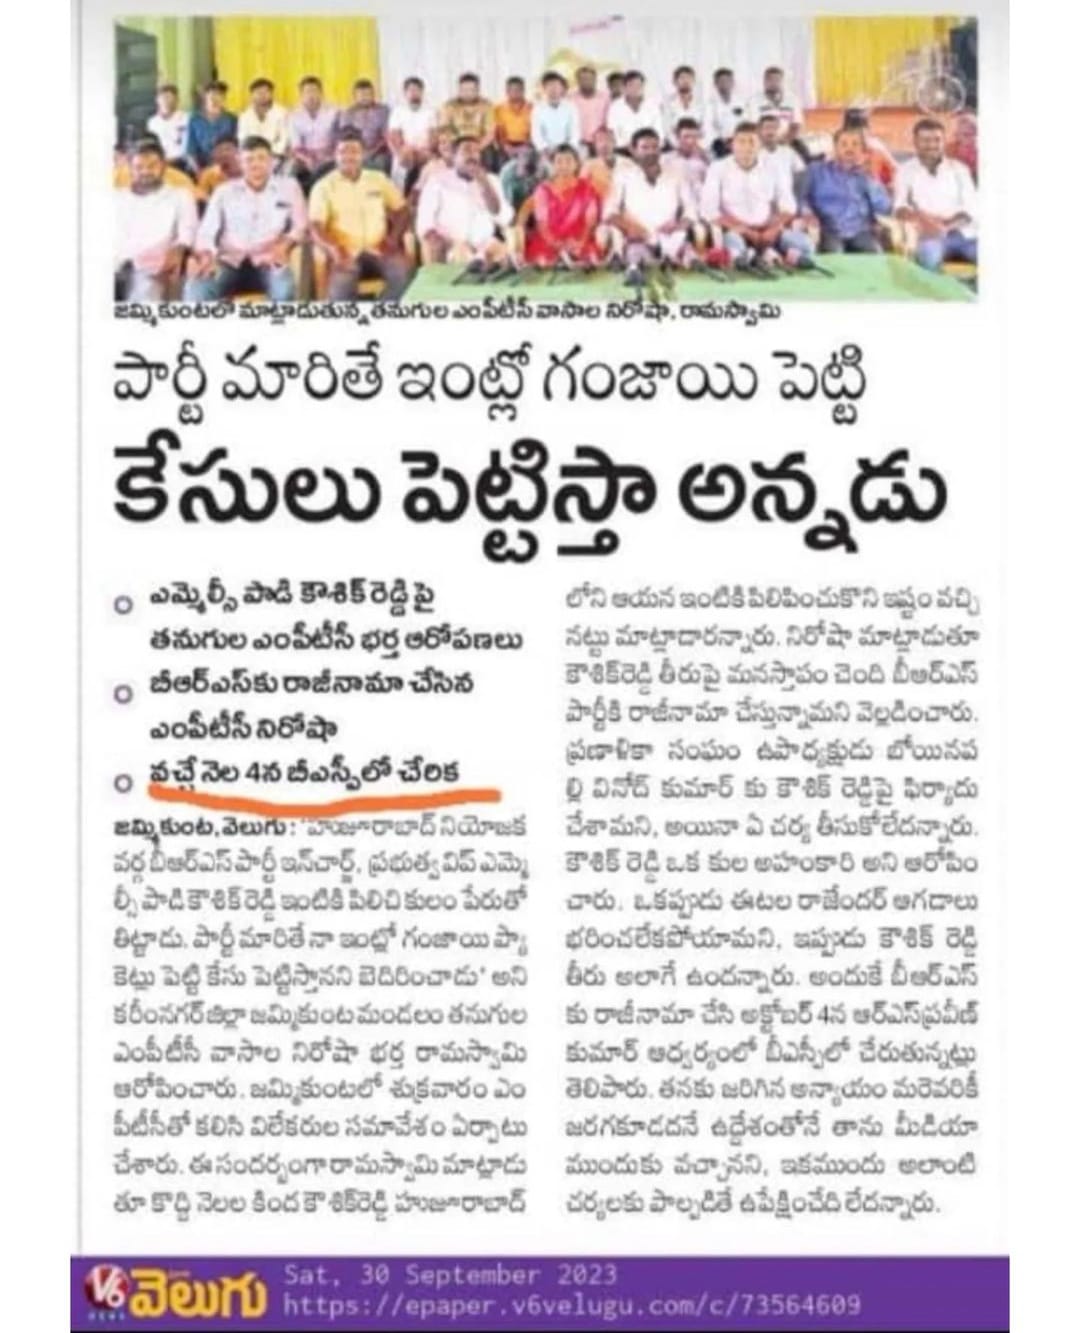 జమ్మికుంటలో మాట్లాడుతున్న తనుగుల ఎంపీటీసీ వాసాల నిరోషా, రామస్వామి
పార్టీ మారితే ఇంట్లో గంజాయి పెట్టి
కేసులు పెట్టిస్తా అన్నడు
ఎమ్మెల్సీ పాడి కౌశిక్ రెడ్డి పై
తనుగుల ఎంపీటీసీ భర్త ఆరోపణలు
బీఆర్ఎస్‌కు రాజీనామా చేసిన
ఎంపీటీసీ నిరోషా
వచ్చే నెల 4న బీఎస్పీలో చేరిక
జమ్మికుంట, వెలుగు: 'హుజూరాబాద్ నియోజక
వర్గ బీఆర్ఎస్ పార్టీ ఇన్‌చార్జ్, ప్రభుత్వ విప్ ఎమ్మె
ల్సీ పాడి కౌశిక్ రెడ్డి ఇంటికి పిలిచి కులం పేరుతో
తిట్టాడు. పార్టీ మారితే నా ఇంట్లో గంజాయి ప్యా
కెట్లు పెట్టి కేసు పెట్టిస్తానని బెదిరించాడు' అని
కరీంనగర్ జిల్లా జమ్మికుంట మండలం తనుగుల
ఎంపీటీసీ వాసాల నిరోషా భర్త రామస్వామి
ఆరోపించారు. జమ్మికుంటలో శుక్రవారం ఎం
పీటీసీతో కలిసి విలేకరుల సమావేశం ఏర్పాటు
చేశారు. ఈ సందర్భంగా రామస్వామి మాట్లాడు
తూ కొద్ది నెలల కింద కౌశిక్‌రెడ్డి హుజూరాబాద్
లోని ఆయన ఇంటికి పిలిపించుకొని ఇష్టం వచ్చి
నట్టు మాట్లాడారన్నారు. నిరోషా మాట్లాడుతూ
కౌశిక్‌రెడ్డి తీరుపై మనస్తాపం చెంది బీఆర్ఎస్
పార్టీకి రాజీనామా చేస్తున్నామని వెల్లడించారు.
ప్రణాళికా సంఘం ఉపాధ్యక్షుడు బోయినప
ల్లి వినోద్ కుమార్ కు కౌశిక్ రెడ్డిపై ఫిర్యాదు
చేశామని, అయినా ఏ చర్య తీసుకోలేదన్నారు.
కౌశిక్ రెడ్డి ఒక కుల అహంకారి అని ఆరోపిం
చారు. ఒకప్పుడు ఈటల రాజేందర్ ఆగడాలు
భరించలేకపోయామని, ఇప్పుడు కౌశిక్ రెడ్డి
తీరు అలాగే ఉందన్నారు. అందుకే బీఆర్ఎస్
కు రాజీనామా చేసి అక్టోబర్ 4న ఆర్ఎస్‌ప్రవీణ్
కుమార్ ఆధ్వర్యంలో బీఎస్పీలో చేరుతున్నట్లు
తెలిపారు. తనకు జరిగిన అన్యాయం మరెవరికీ
జరగకూడదనే ఉద్దేశంతోనే తాను మీడియా
ముందుకు వచ్చానని, ఇకముందు అలాంటి
చర్యలకు పాల్పడితే ఉపేక్షించేది లేదన్నారు.
V6 వెలుగు
Sat, 30 September 2023
https://epaper.v6velugu.com/c/73564609